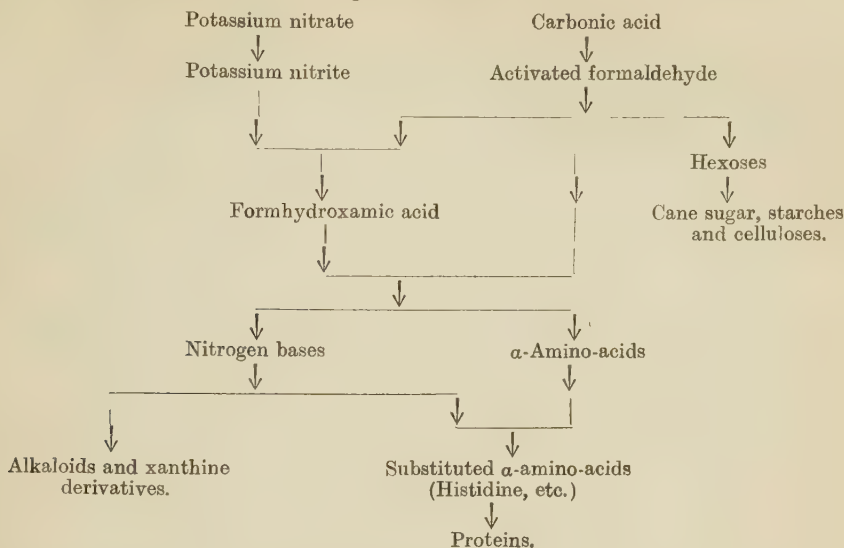 Potassium nitrate Carbonic acid
Potassium nitrite Activated formaldehyde
Hexoses
Formhydroxamic acid Cane sugar, starches
and celluloses.
Nitrogen bases α-Amino-acids
Alkaloids and xanthine Substituted α-amino-acids
derivatives. (Histidine, etc.)
Proteins.